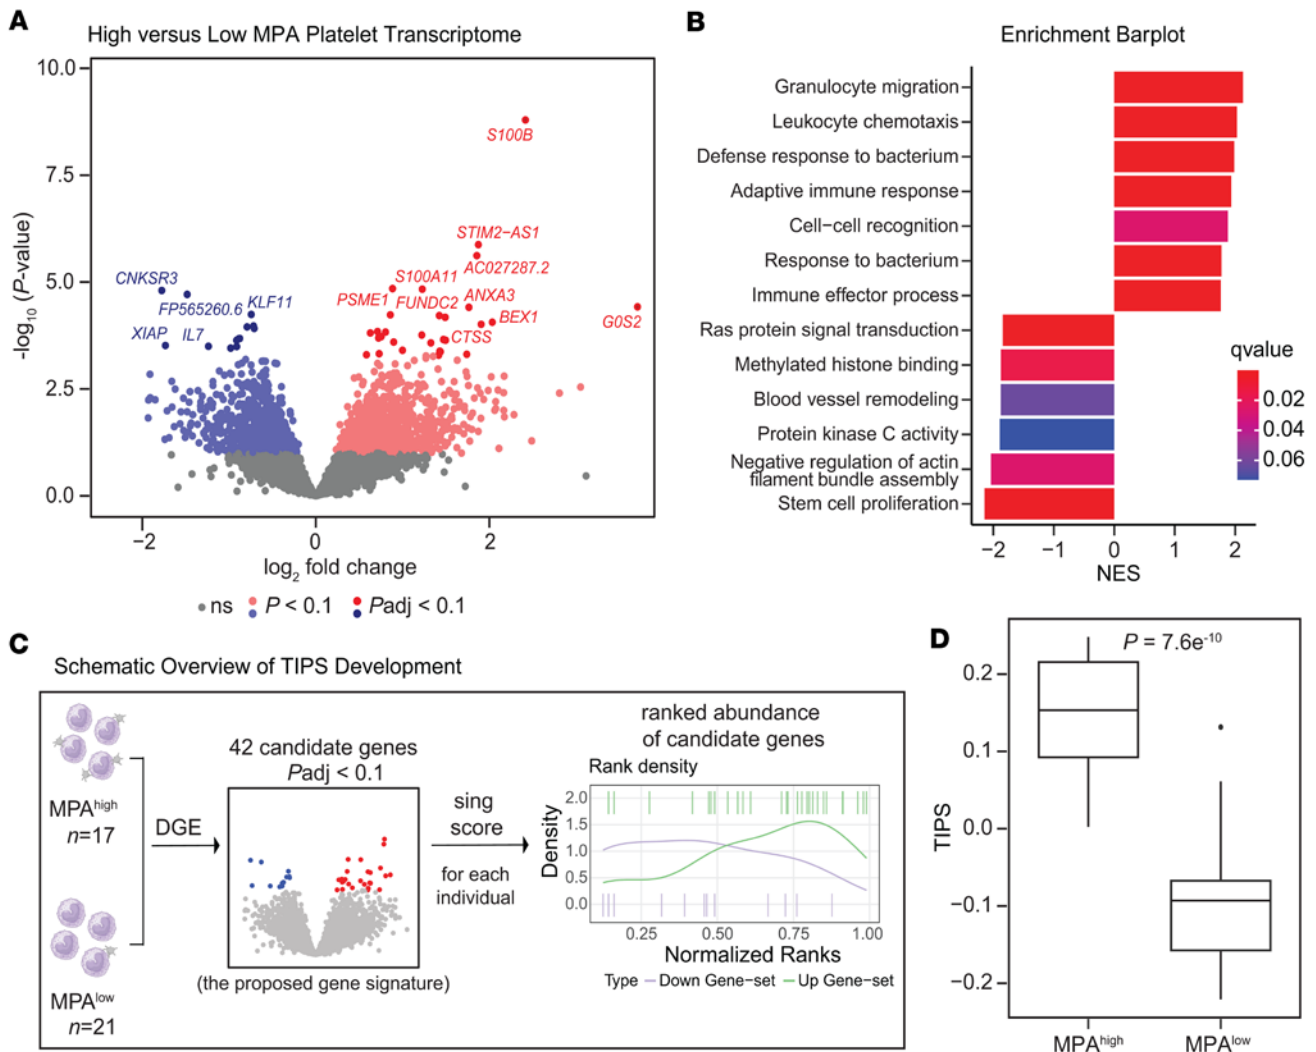 A
High versus Low MPA Platelet Transcriptome
10.0
7.5
5.0
2.5
0.0
-log10 (P-value)
S100B
STIM2−AS1
AC027287.2
S100A11
PSME1
FUNDC2
ANXA3
BEX1
G0S2
CTSS
CNKSR3
FP565260.6
KLF11
XIAP
IL7
−2
0
2
log2 fold change
ns
P < 0.1
Padj < 0.1
B
Enrichment Barplot
Granulocyte migration
Leukocyte chemotaxis
Defense response to bacterium
Adaptive immune response
Cell−cell recognition
Response to bacterium
Immune effector process
Ras protein signal transduction
Methylated histone binding
Blood vessel remodeling
Protein kinase C activity
Negative regulation of actin
filament bundle assembly
Stem cell proliferation
−2
−1
0
1
2
NES
qvalue
0.02
0.04
0.06
C
Schematic Overview of TIPS Development
MPAhigh
n=17
MPAlow
n=21
DGE
42 candidate genes
Padj < 0.1
(the proposed gene signature)
sing
score
for each
individual
ranked abundance
of candidate genes
Rank density
Density
2.0
1.5
1.0
0.5
0.0
0.25
0.50
0.75
1.00
Normalized Ranks
Type
Down Gene−set
Up Gene−set
D
P = 7.6e-10
TIPS
0.2
0.1
0.0
−0.1
−0.2
MPAhigh
MPAlow